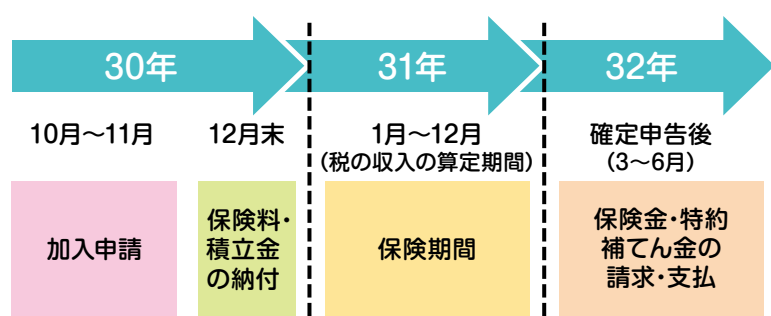 30年
31年
32年
10月～11月
12月末
1月～12月
(税の収入の算定期間)
確定申告後
(3～6月)
加入申請
保険料・
積立金
の納付
保険期間
保険金・特約
補てん金の
請求・支払